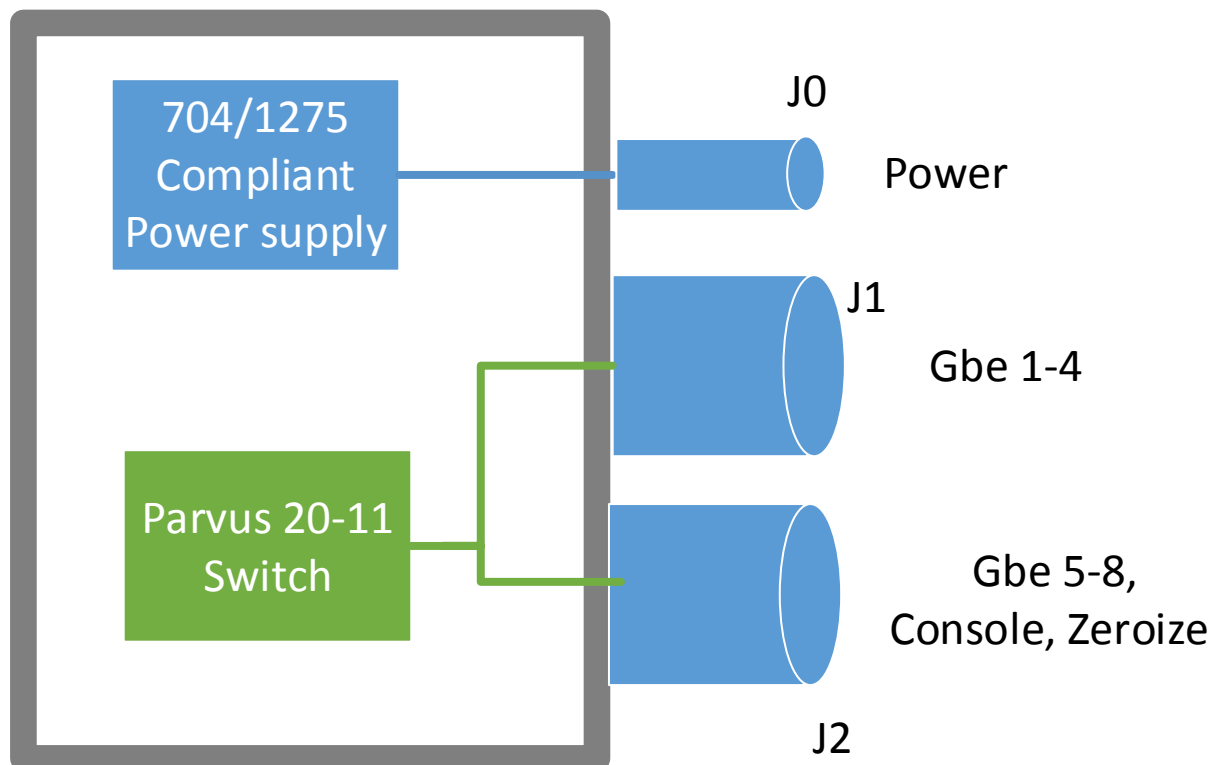 704/1275
Compliant
Power supply
J0
Power
J1
Gbe 1-4
Parvus 20-11
Switch
Gbe 5-8,
Console, Zeroize
J2